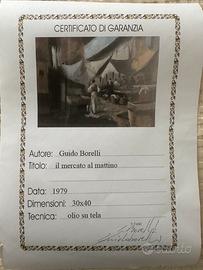 CERTIFICATO DI GARANZIA
Autore: Guido Borelli
Titolo: il mercato al mattino
Data: 1979
Dimensioni: 30x40
Tecnica: olio su tela